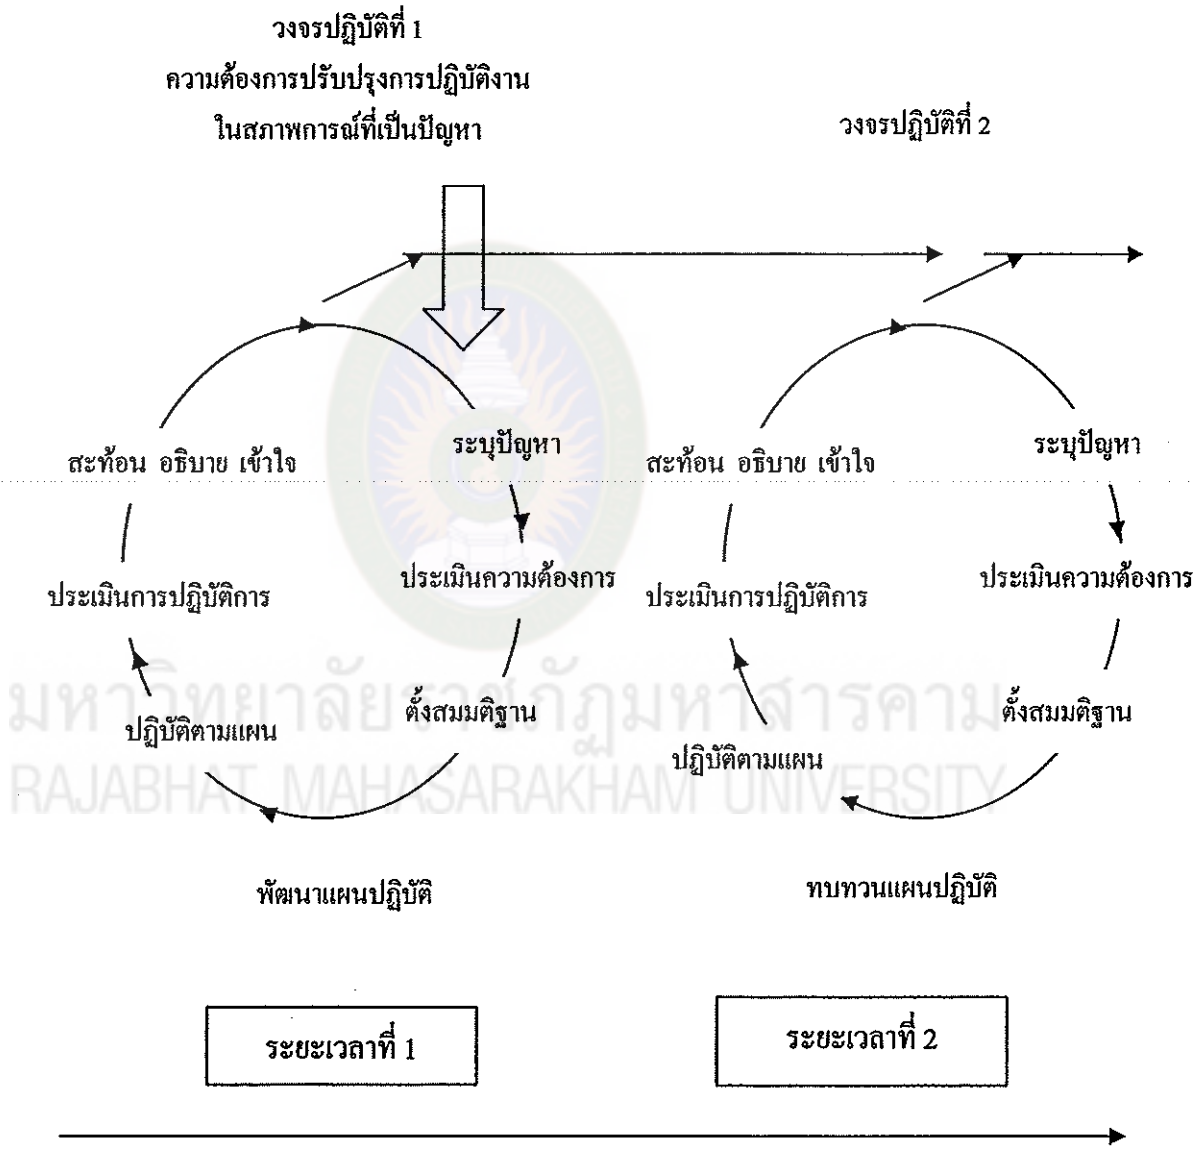 วงจรปฏิบัติที่ 1
ความต้องการปรับปรุงการปฏิบัติงาน
ในสภาพการณ์ที่เป็นปัญหา
วงจรปฏิบัติที่ 2
ระบุปัญหา
สะท้อน อธิบาย เข้าใจ
ประเมินความต้องการ
ประเมินการปฏิบัติการ
ตั้งสมมติฐาน
ปฏิบัติตามแผน
พัฒนาแผนปฏิบัติ
ระบุปัญหา
สะท้อน อธิบาย เข้าใจ
ประเมินความต้องการ
ประเมินการปฏิบัติการ
ตั้งสมมติฐาน
ปฏิบัติตามแผน
ทบทวนแผนปฏิบัติ
มหาวิทยาลัยราชภัฏมหาสารคาม
RAJABHAT MAHASARAKHAM UNIVERSITY
ระยะเวลาที่ 1
ระยะเวลาที่ 2